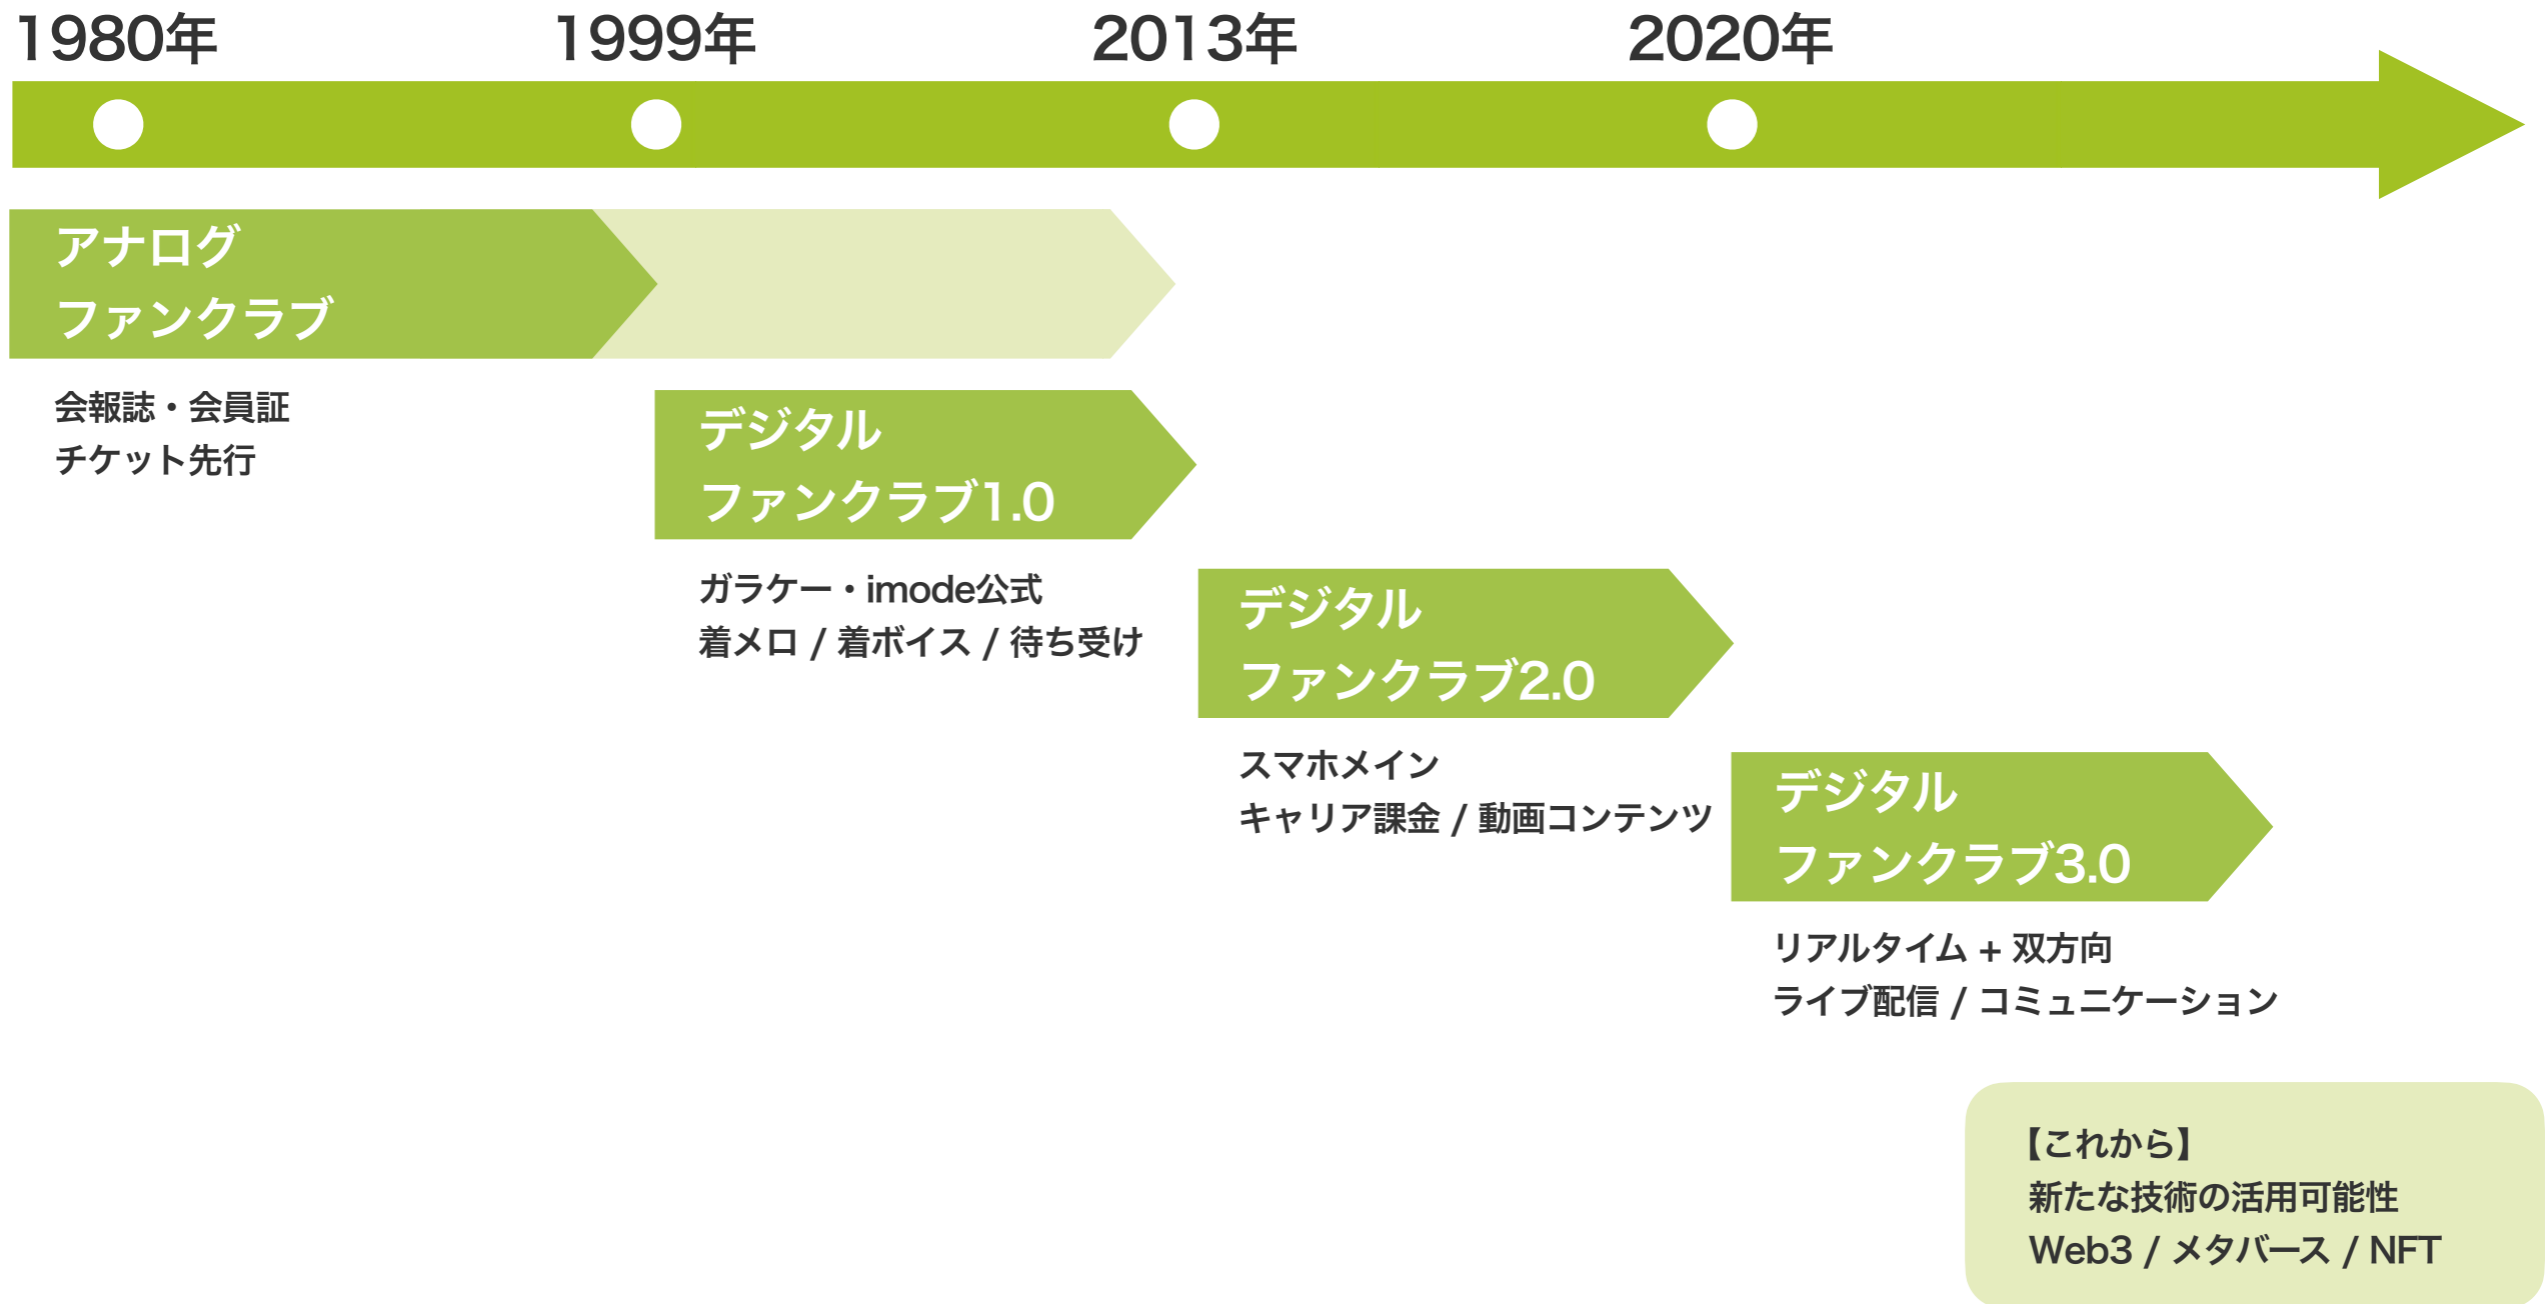 1980年
1999年
2013年
2020年
アナログ
ファンクラブ
会報誌・会員証
チケット先行
デジタル
ファンクラブ1.0
ガラケー・imode公式
着メロ / 着ボイス / 待ち受け
デジタル
ファンクラブ2.0
スマホメイン
キャリア課金 / 動画コンテンツ
デジタル
ファンクラブ3.0
リアルタイム + 双方向
ライブ配信 / コミュニケーション
【これから】
新たな技術の活用可能性
Web3 / メタバース / NFT